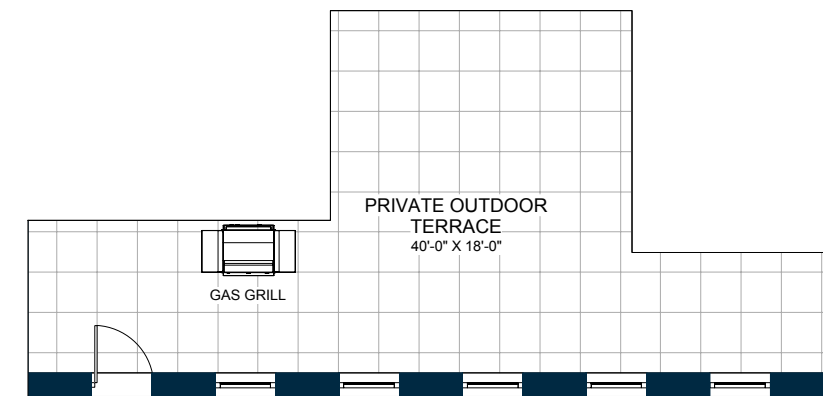 PRIVATE OUTDOOR
TERRACE
40'-0" X 18'-0"
GAS GRILL